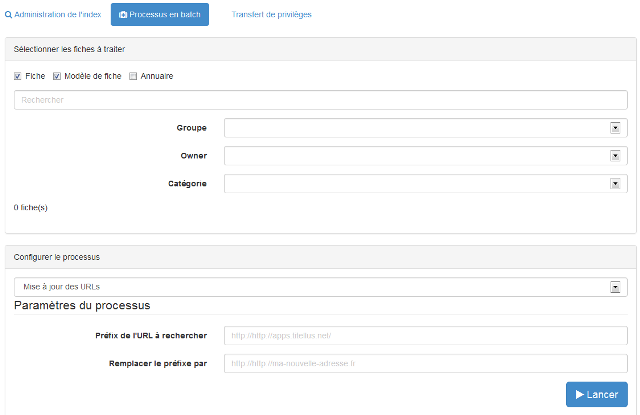 Administration de l'index Processus en batch Transfert de privilèges
Sélectionner les fiches à traiter
Fiche Modèle de fiche Annuaire
Rechercher
Groupe
Owner
Catégorie
0 fiche(s)
Configurer le processus
Mise à jour des URLs
Paramètres du processus
Préfix de l'URL à rechercher http://http://apps.titellus.net/
Remplacer le préfixe par http://http://ma-nouvelle-adresse.fr
Lancer